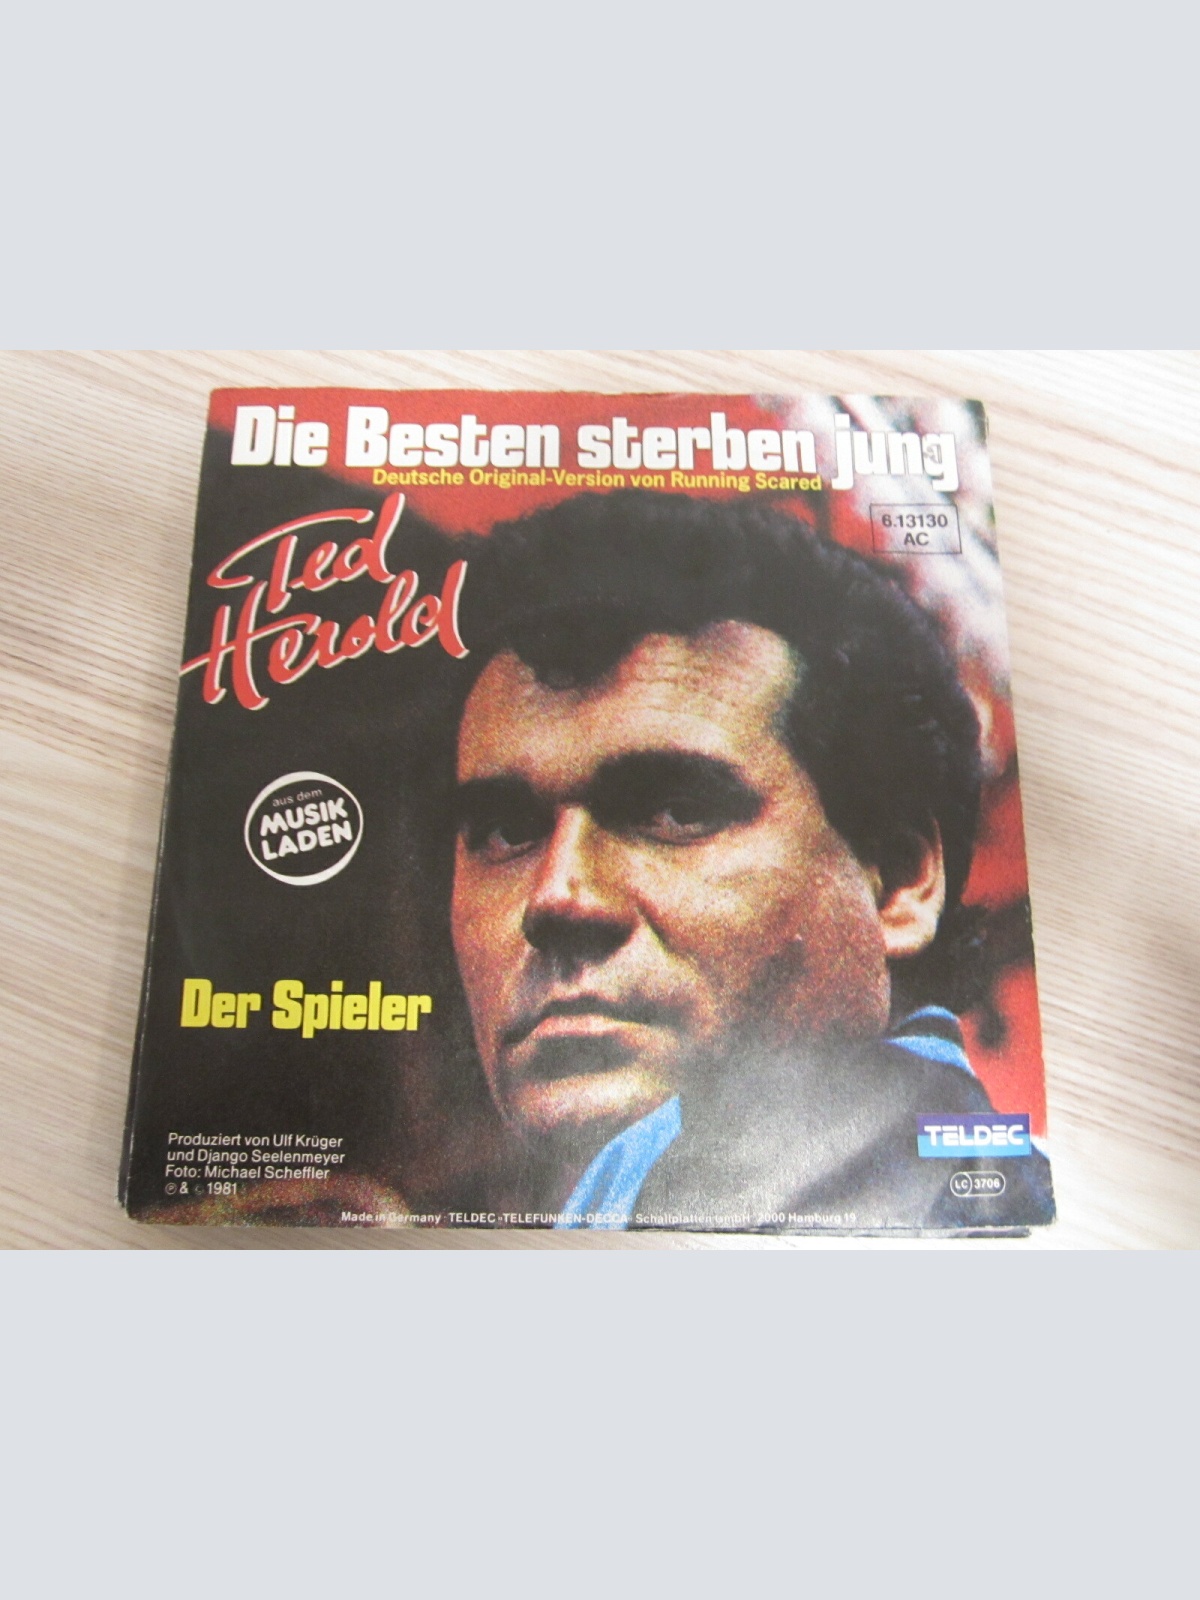 Die Besten sterben jung
Deutsche Original-Version von Running Scared
6.13130
AC
Ted
Herold
aus dem
MUSIK
LADEN
Der Spieler
Produziert von Ulf Krüger
und Django Seelenmeyer
Foto: Michael Scheffler
℗ & © 1981
TELDEC
LC 3706
Made in Germany · TELDEC »TELEFUNKEN-DECCA« Schallplatten GmbH · 2000 Hamburg 19